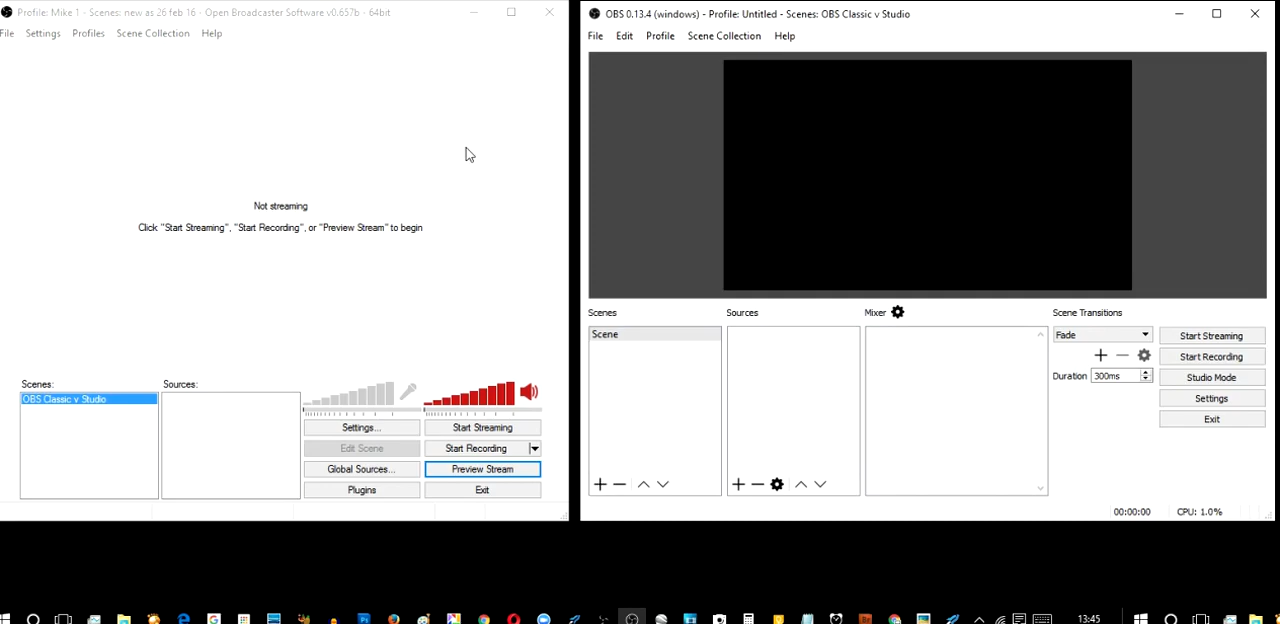 Profile: Mike 1 - Scenes: new as 26 feb 16 - Open Broadcaster Software v0.657b - 64bit
File Settings Profiles Scene Collection Help
Not streaming
Click "Start Streaming", "Start Recording", or "Preview Stream" to begin
Scenes: Sources:
OBS Classic v Studio
Settings... Start Streaming
Edit Scene Start Recording
Global Sources... Preview Stream
Plugins Exit
OBS 0.13.4 (windows) - Profile: Untitled - Scenes: OBS Classic v Studio
File Edit Profile Scene Collection Help
Scenes Sources Mixer Scene Transitions
Scene
Fade
Duration 300ms
Start Streaming
Start Recording
Studio Mode
Settings
Exit
00:00:00 CPU: 1.0%
13:45